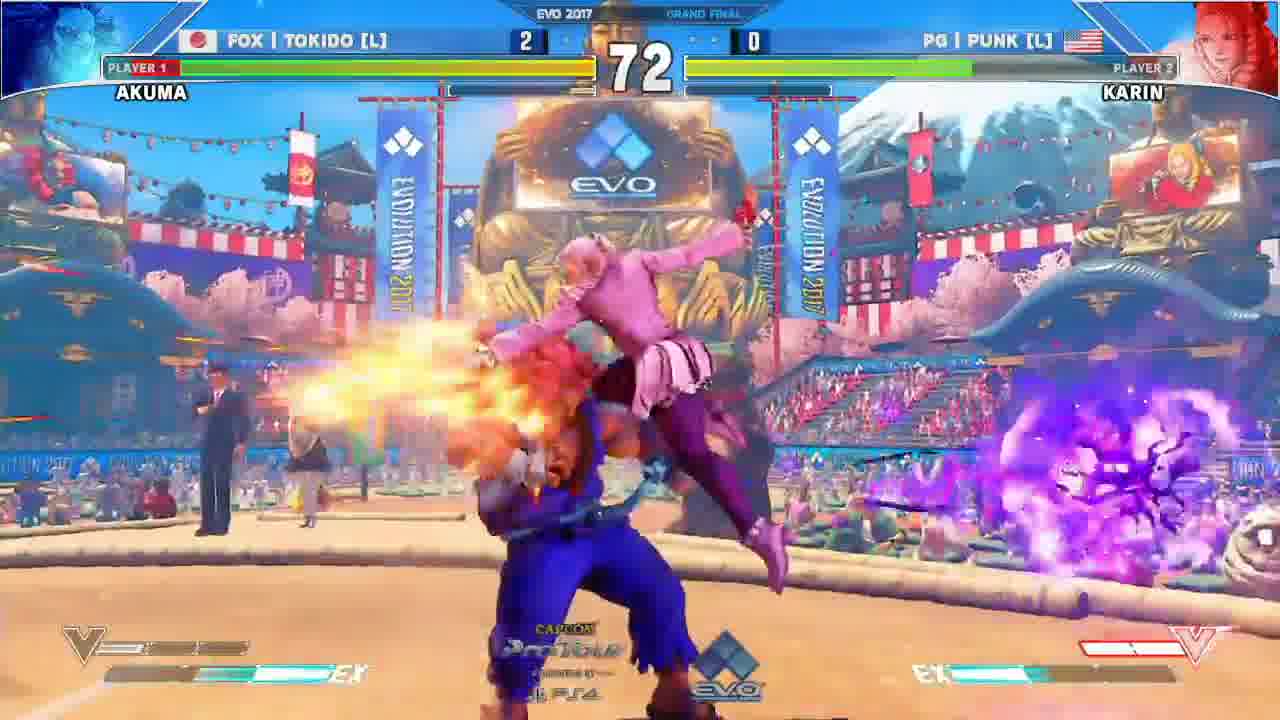 EVO 2017 GRAND FINAL
FOX | TOKIDO [L] 2 72 0 PG | PUNK [L]
PLAYER 1 PLAYER 2
AKUMA KARIN
EVO
EVOLUTION 2017
EVOLUTION 2017
EX EX
CAPCOM
Pro Tour
PS4
EVO